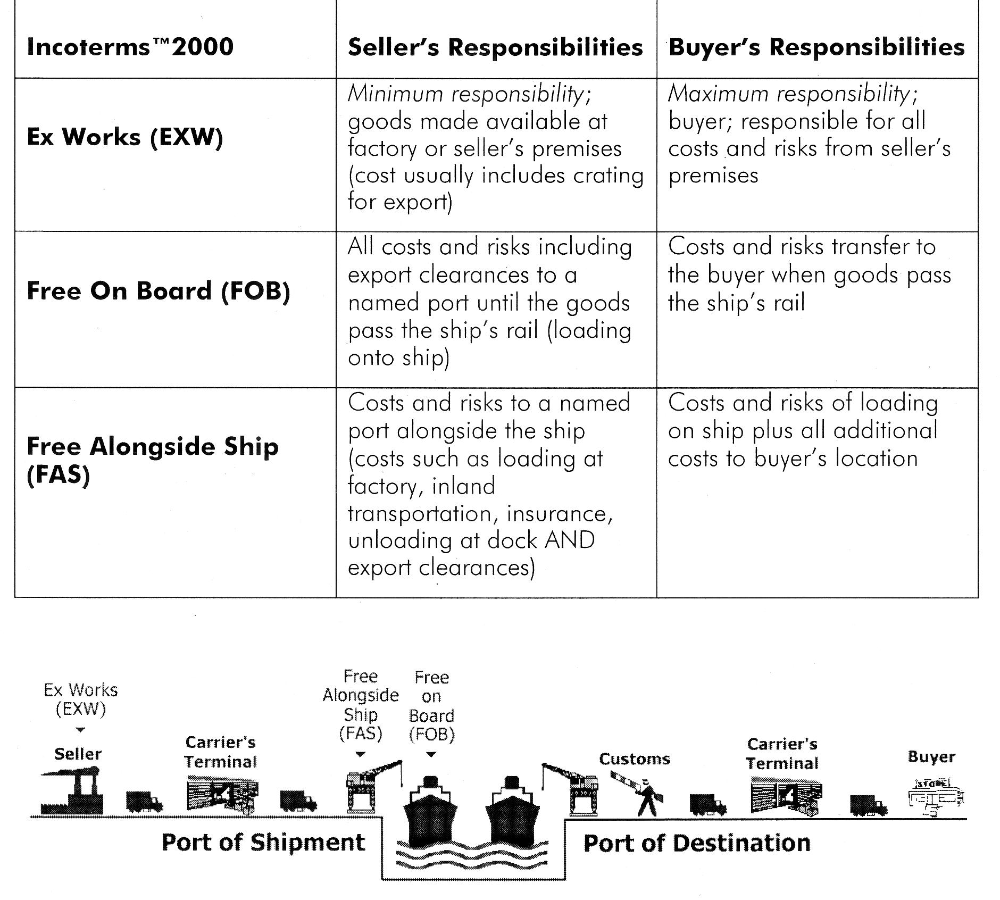 Incoterms™2000
Seller's Responsibilities
Buyer's Responsibilities
Ex Works (EXW)
Minimum responsibility;
goods made available at
factory or seller's premises
(cost usually includes crating
for export)
Maximum responsibility;
buyer; responsible for all
costs and risks from seller's
premises
Free On Board (FOB)
All costs and risks including
export clearances to a
named port until the goods
pass the ship's rail (loading
onto ship)
Costs and risks transfer to
the buyer when goods pass
the ship's rail
Free Alongside Ship
(FAS)
Costs and risks to a named
port alongside the ship
(costs such as loading at
factory, inland
transportation, insurance,
unloading at dock AND
export clearances)
Costs and risks of loading
on ship plus all additional
costs to buyer's location
Ex Works
(EXW)
Free
Alongside
Ship
(FAS)
Free
on
Board
(FOB)
Seller
Carrier's
Terminal
Customs
Carrier's
Terminal
Buyer
STORE
Port of Shipment
Port of Destination